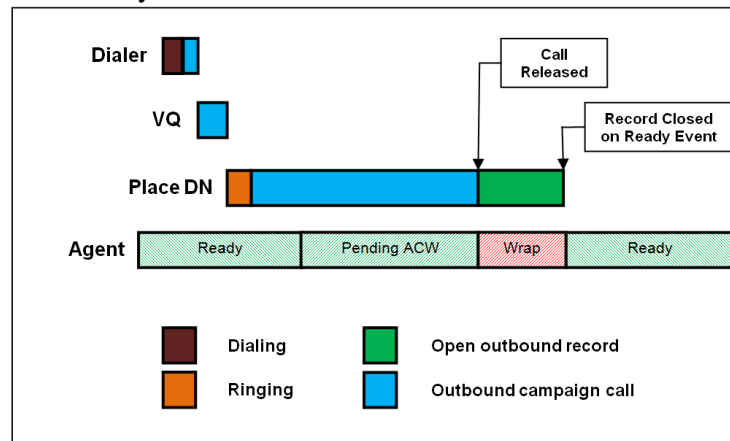 Dialer
Call
Released
VQ
Record Closed
on Ready Event
Place DN
Agent
Ready
Pending ACW
Wrap
Ready
Dialing
Open outbound record
Ringing
Outbound campaign call